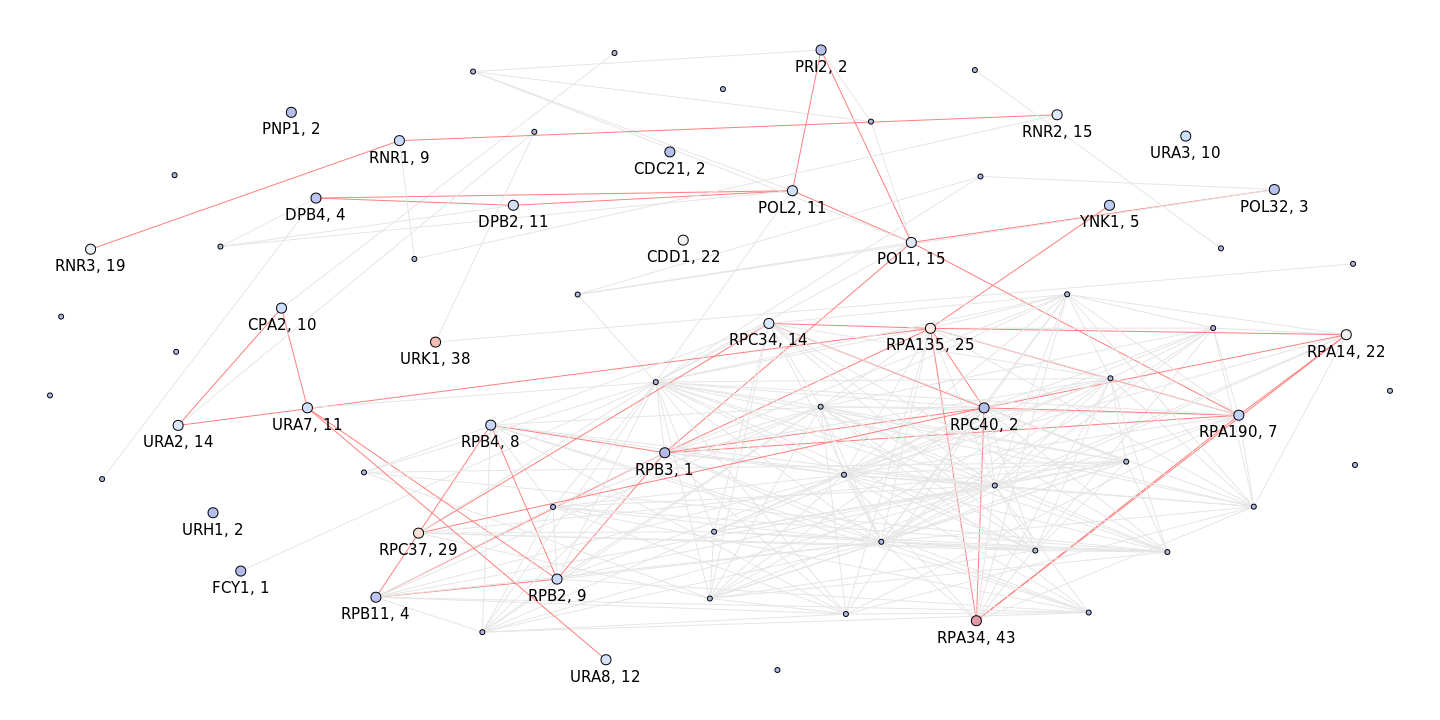 PRI2, 2
PNP1, 2
RNR2, 15
RNR1, 9
URA3, 10
CDC21, 2
POL2, 11
POL32, 3
DPB4, 4
DPB2, 11
YNK1, 5
CDD1, 22
POL1, 15
RNR3, 19
CPA2, 10
RPC34, 14
RPA135, 25
RPA14, 22
URK1, 38
URA7, 11
RPC40, 2
RPA190, 7
URA2, 14
RPB4, 8
RPB3, 1
URH1, 2
RPC37, 29
FCY1, 1
RPB2, 9
RPB11, 4
RPA34, 43
URA8, 12